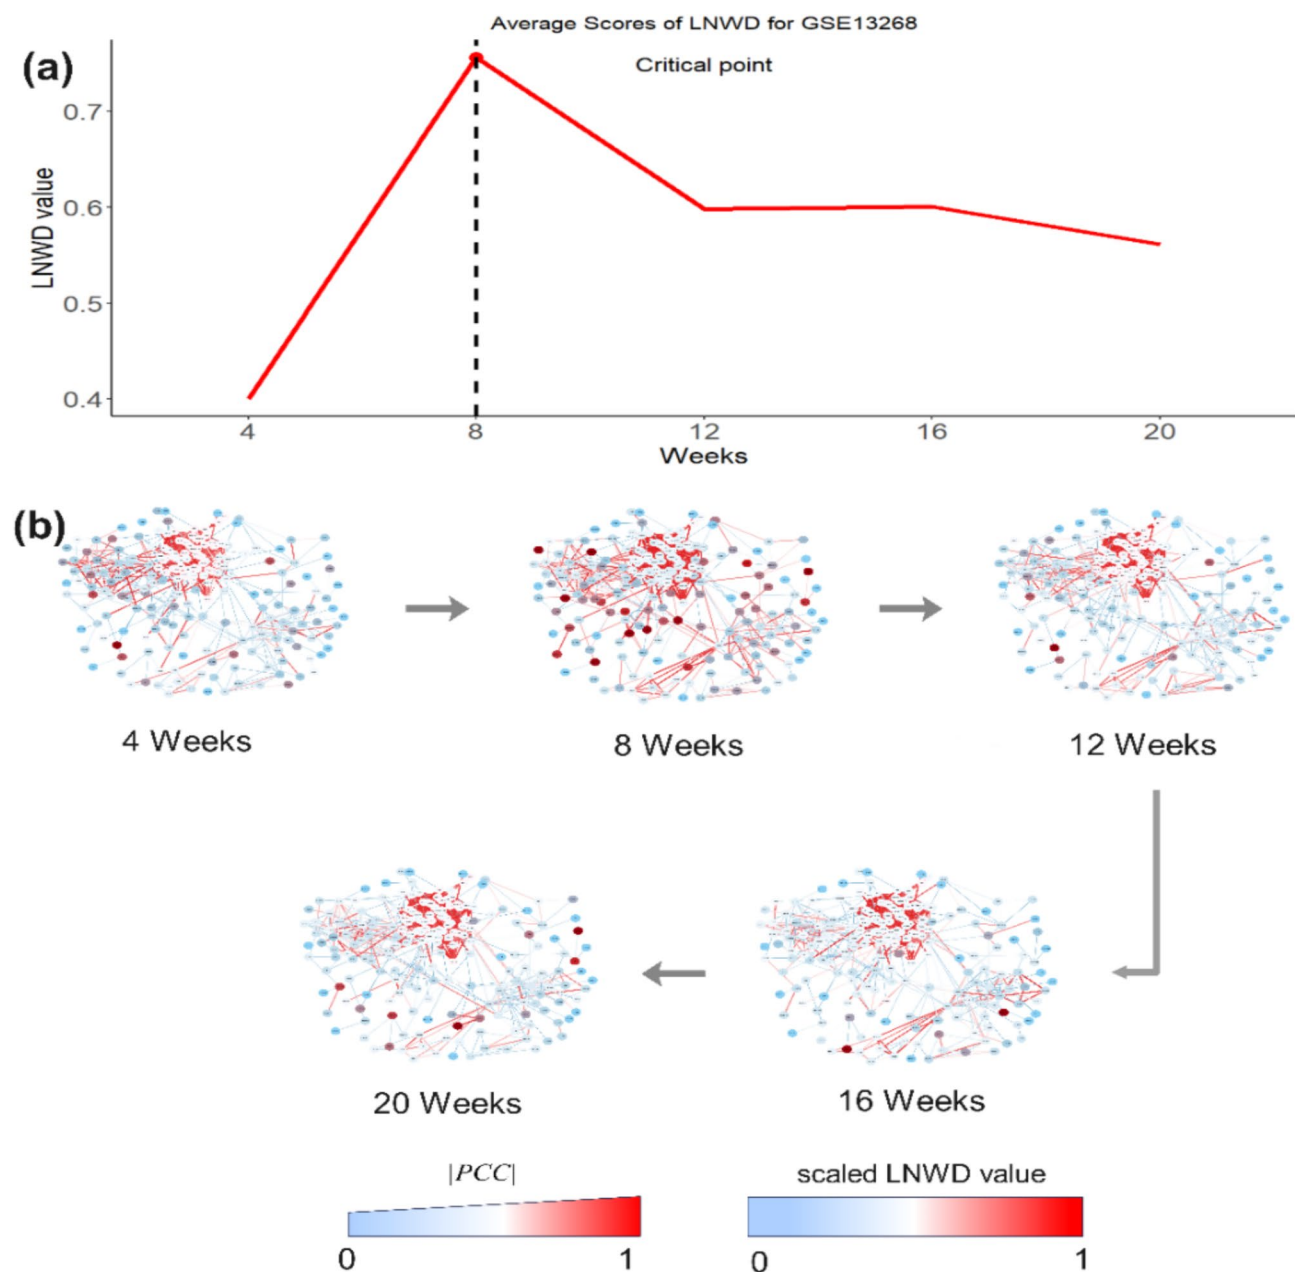 Average Scores of LNWD for GSE13268
(a)
Critical point
0.7
0.6
0.5
0.4
LNWD value
4 8 12 16 20
Weeks
(b)
4 Weeks
8 Weeks
12 Weeks
20 Weeks
16 Weeks
|PCC|
scaled LNWD value
0 1
0 1